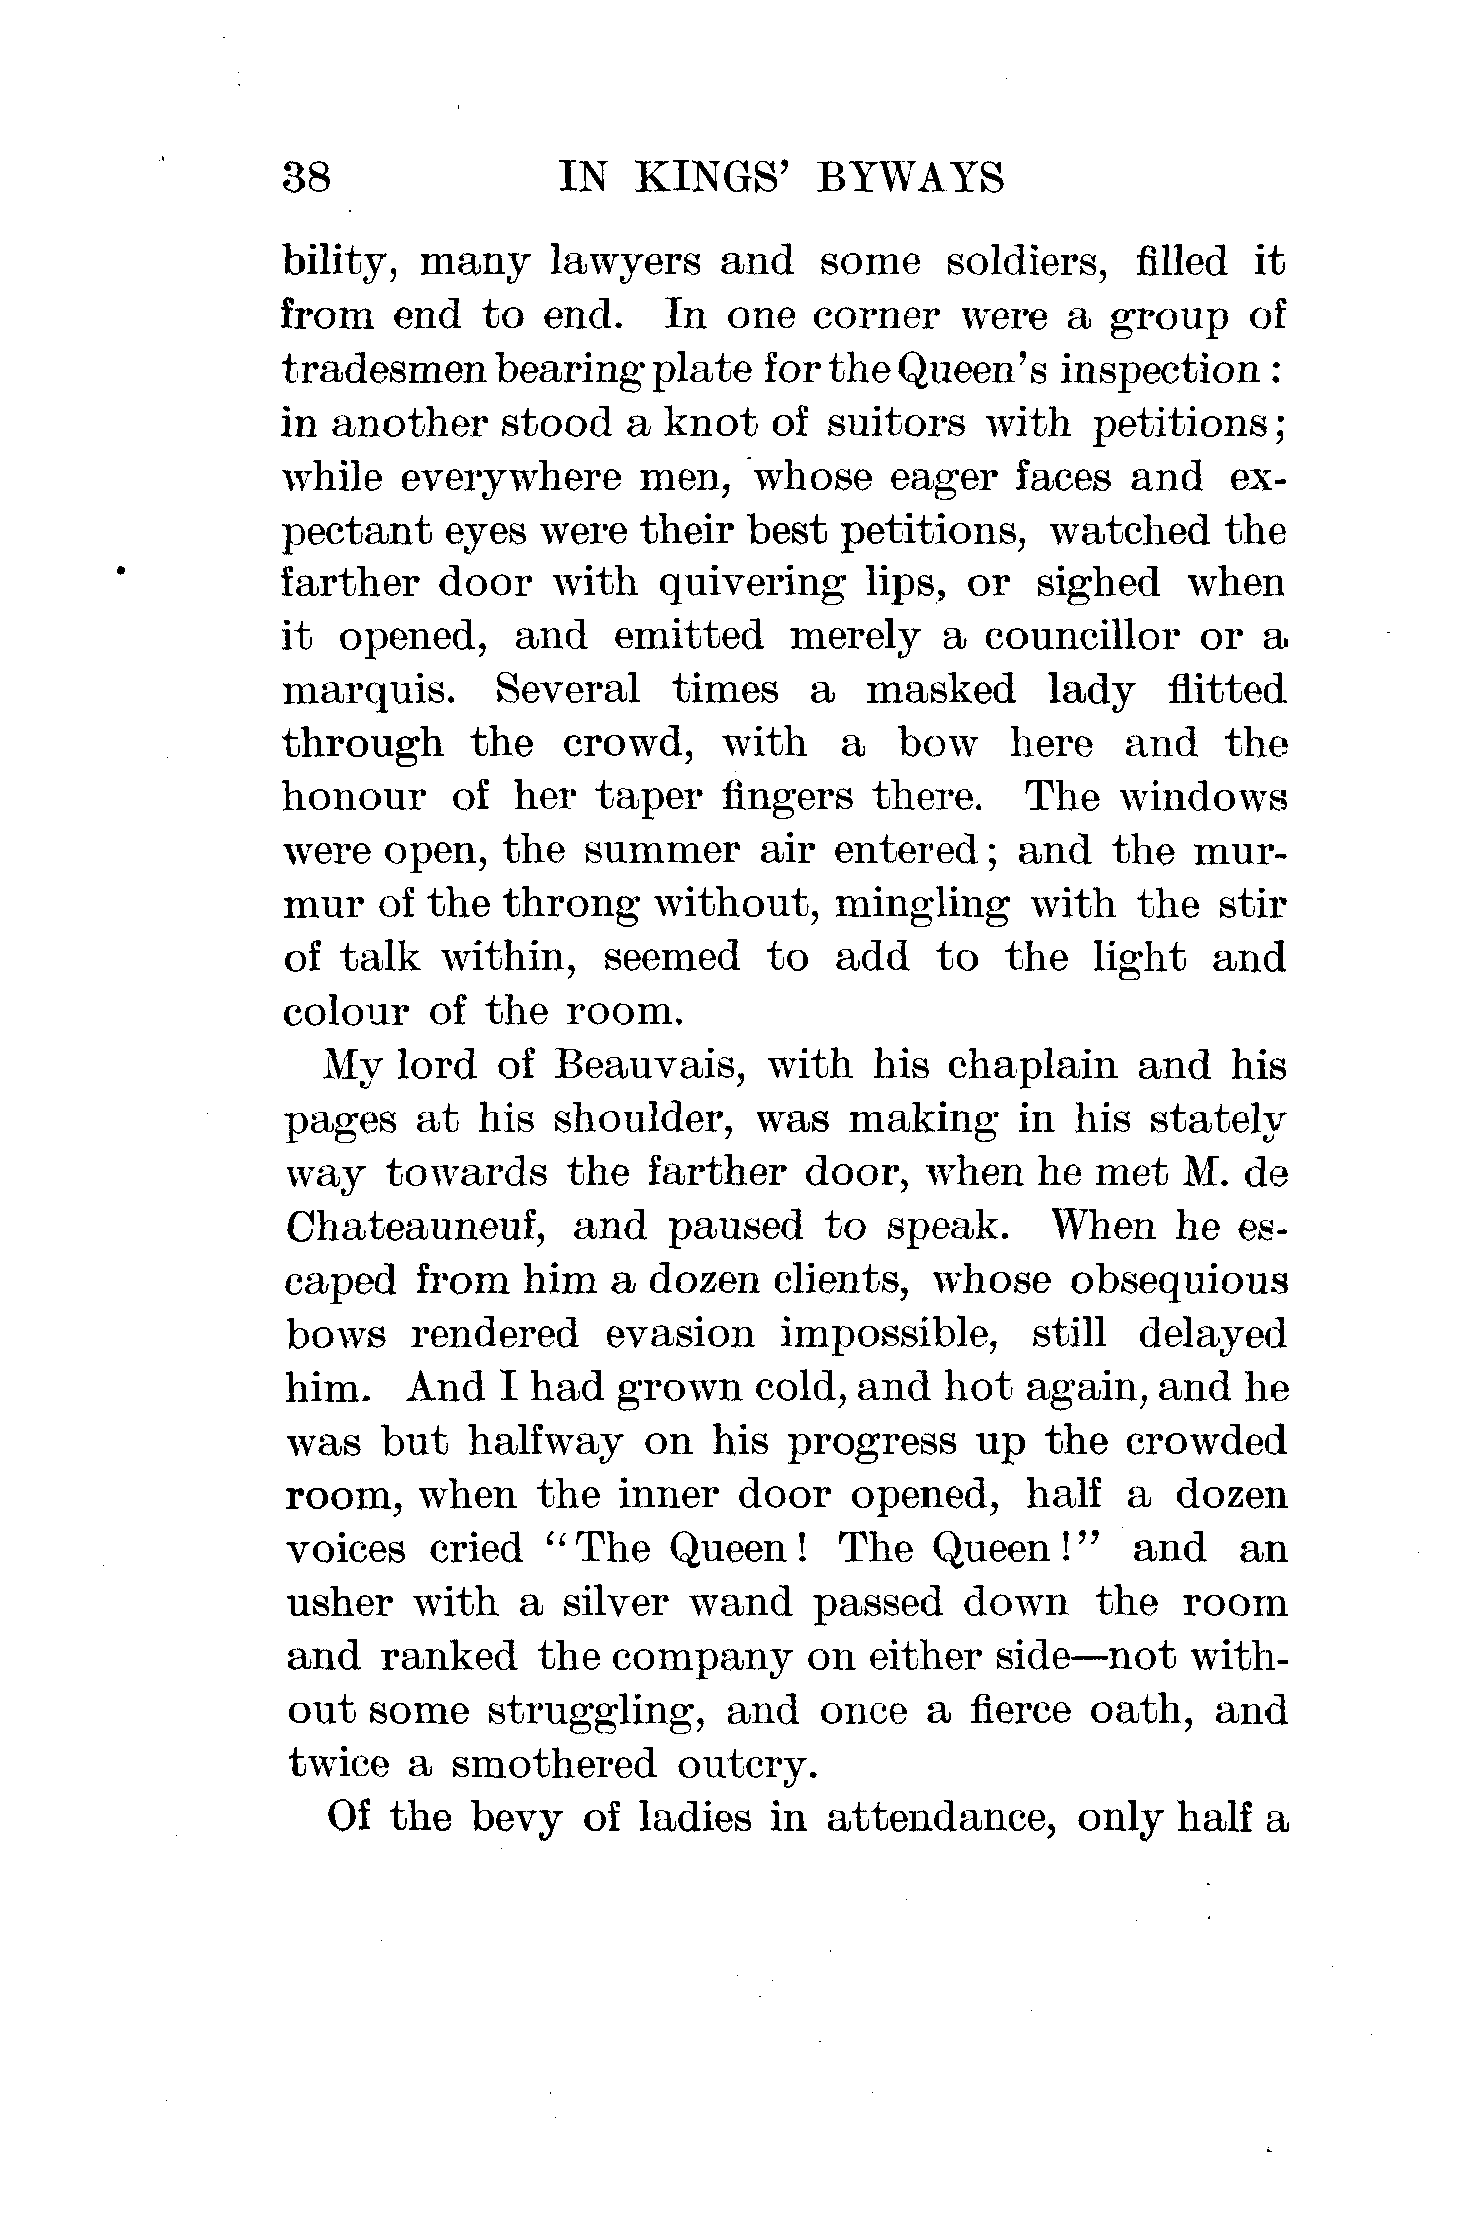 38 IN KINGS' BYWAYS
bility, many lawyers and some soldiers, filled it
from end to end. In one corner were a group of
tradesmen bearing plate for the Queen's inspection :
in another stood a knot of suitors with petitions;
while everywhere men, whose eager faces and ex-
pectant eyes were their best petitions, watched the
farther door with quivering lips, or sighed when
it opened, and emitted merely a councillor or a
marquis. Several times a masked lady flitted
through the crowd, with a bow here and the
honour of her taper fingers there. The windows
were open, the summer air entered; and the mur-
mur of the throng without, mingling with the stir
of talk within, seemed to add to the light and
colour of the room.
My lord of Beauvais, with his chaplain and his
pages at his shoulder, was making in his stately
way towards the farther door, when he met M. de
Chateauneuf, and paused to speak. When he es-
caped from him a dozen clients, whose obsequious
bows rendered evasion impossible, still delayed
him. And I had grown cold, and hot again, and he
was but halfway on his progress up the crowded
room, when the inner door opened, half a dozen
voices cried "The Queen! The Queen!" and an
usher with a silver wand passed down the room
and ranked the company on either side—not with-
out some struggling, and once a fierce oath, and
twice a smothered outcry.
Of the bevy of ladies in attendance, only half a